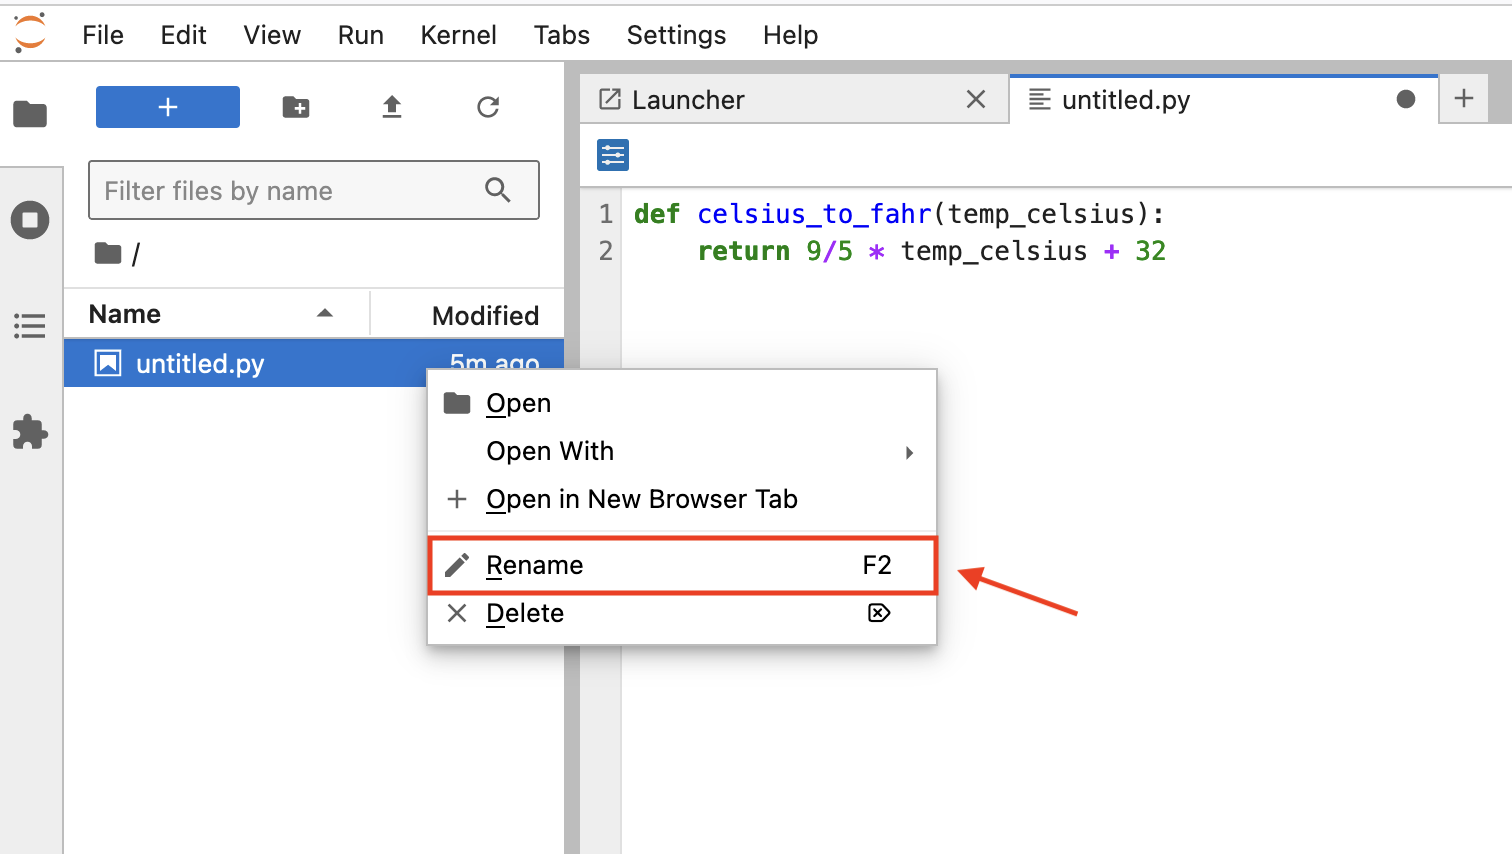 File Edit View Run Kernel Tabs Settings Help
Launcher
untitled.py
Filter files by name
/
Name Modified
untitled.py 5m ago
1 def celsius_to_fahr(temp_celsius):
2 return 9/5 * temp_celsius + 32
Open
Open With
Open in New Browser Tab
Rename F2
Delete